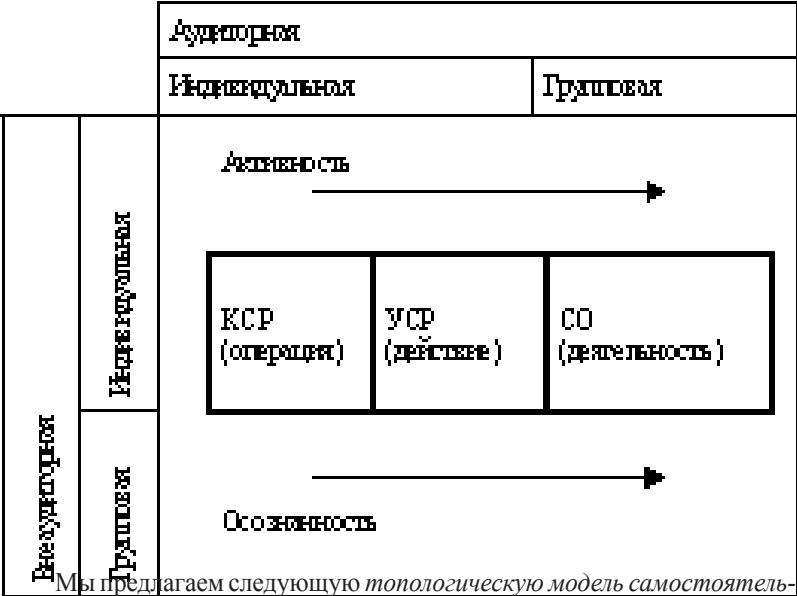 Аудиторная
Индивидуальная
Групповая
Активность
Внеаудиторная
Индивидуальная
Групповая
КСР
(операция)
УСР
(действие)
СО
(деятельность)
Осознанность
Мы предлагаем следующую топологическую модель самостоятель-